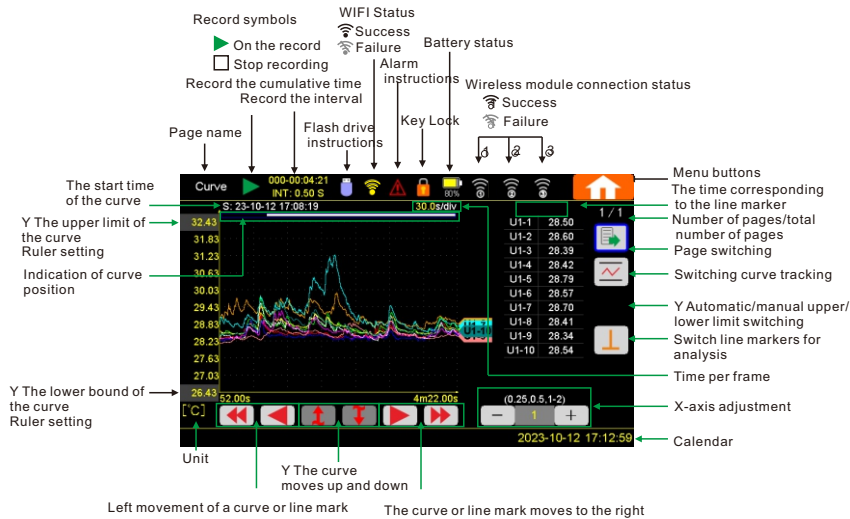 Record symbols
On the record
Stop recording
Record the cumulative time
Record the interval
WIFI Status
Success
Failure
Alarm
instructions
Battery status
Wireless module connection status
Success
Failure
Page name
Flash drive
instructions
Key Lock
1 2 3
Curve
000-00:04:21
INT: 0.50 S
80%
Menu buttons
The start time
of the curve
S: 23-10-12 17:08:19
30.0s/div
The time corresponding
to the line marker
1 / 1
Number of pages/total
number of pages
Page switching
Y The upper limit of
the curve
Ruler setting
Indication of curve
position
32.43
31.83
31.23
30.63
30.03
29.43
28.83
28.23
27.63
27.03
26.43
[°C]
U1-1 28.50
U1-2 28.60
U1-3 28.39
U1-4 28.42
U1-5 28.79
U1-6 28.57
U1-7 28.70
U1-8 28.41
U1-9 28.34
U1-10 28.54
Switching curve tracking
Y Automatic/manual upper/
lower limit switching
Switch line markers for
analysis
Time per frame
Y The lower bound of
the curve
Ruler setting
52.00s
4m22.00s
(0.25,0.5,1-2)
− 1 +
X-axis adjustment
2023-10-12 17:12:59
Calendar
Unit
Y The curve
moves up and down
Left movement of a curve or line mark
The curve or line mark moves to the right